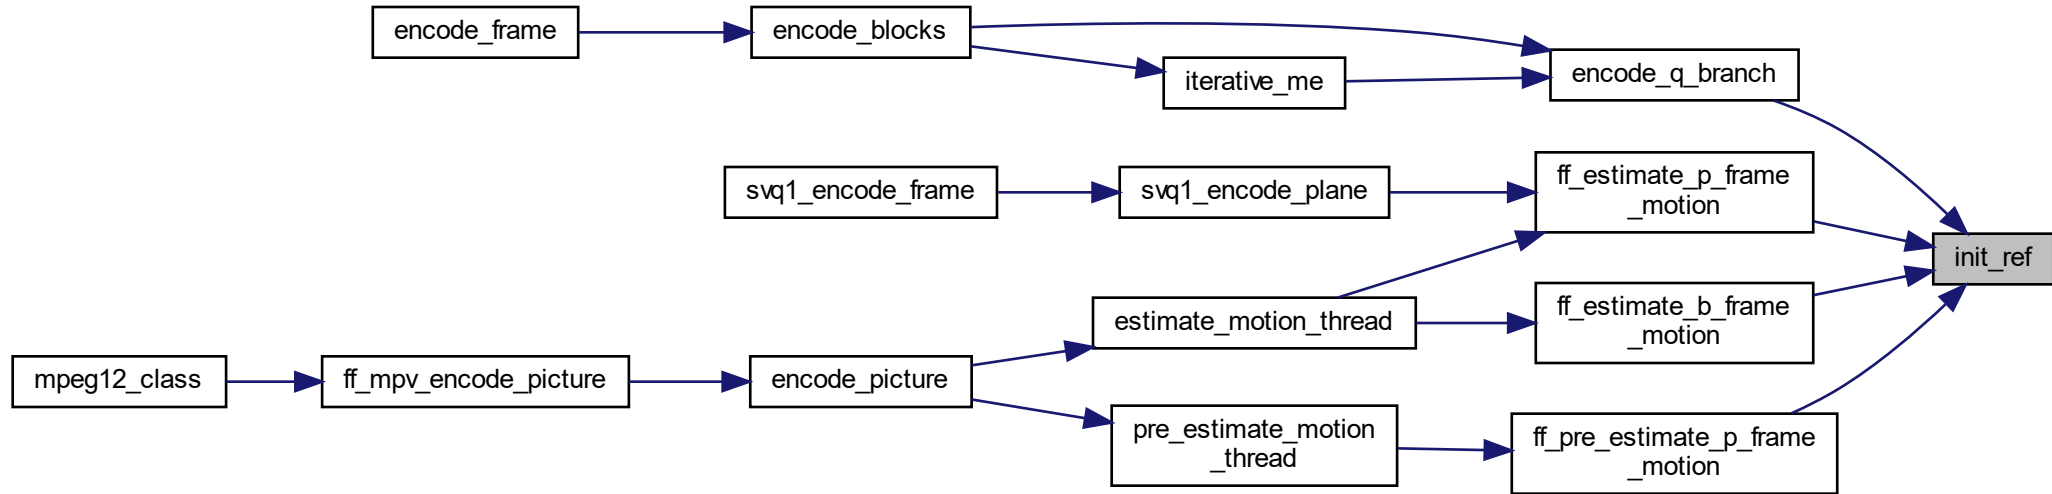 encode_frame
encode_blocks
iterative_me
encode_q_branch
svq1_encode_frame
svq1_encode_plane
ff_estimate_p_frame
_motion
init_ref
estimate_motion_thread
ff_estimate_b_frame
_motion
mpeg12_class
ff_mpv_encode_picture
encode_picture
pre_estimate_motion
_thread
ff_pre_estimate_p_frame
_motion